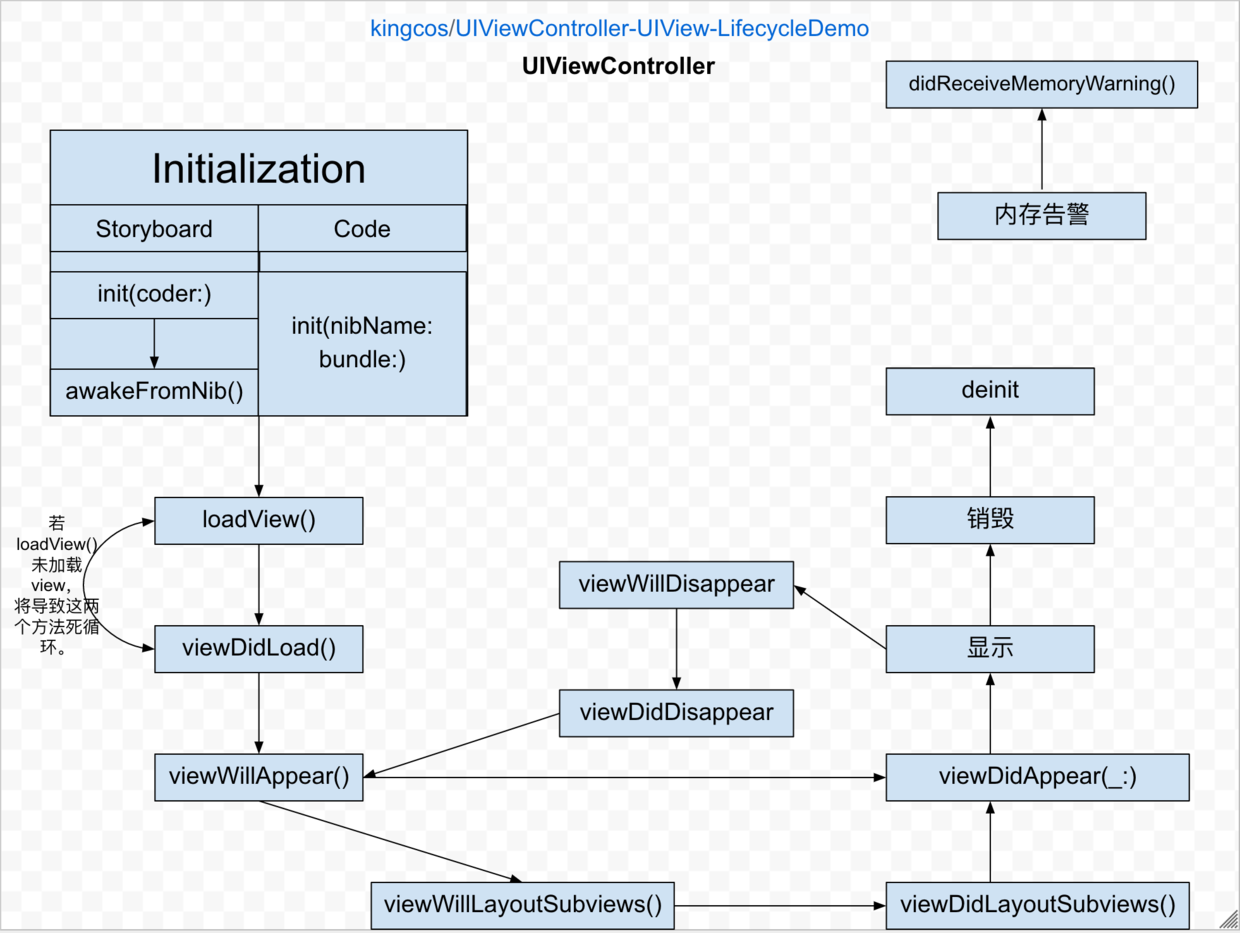 kingcos/UIViewController-UIView-LifecycleDemo
UIViewController
didReceiveMemoryWarning()
内存告警
Initialization
Storyboard
Code
init(coder:)
awakeFromNib()
init(nibName:
bundle:)
deinit
销毁
显示
loadView()
若
loadView()
未加载
view，
将导致这两
个方法死循
环。
viewDidLoad()
viewWillDisappear
viewDidDisappear
viewWillAppear()
viewDidAppear(_:)
viewWillLayoutSubviews()
viewDidLayoutSubviews()